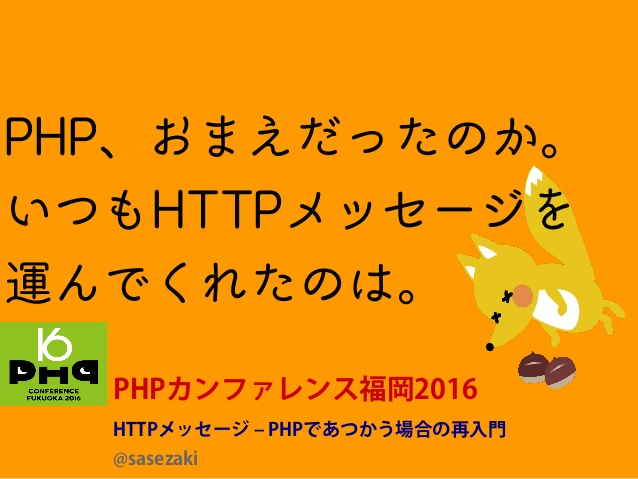 PHP、おまえだったのか。
いつもHTTPメッセージを
運んでくれたのは。
16
PHP
CONFERENCE
FUKUOKA 2016
PHPカンファレンス福岡2016
HTTPメッセージ – PHPであつかう場合の再入門
@sasezaki